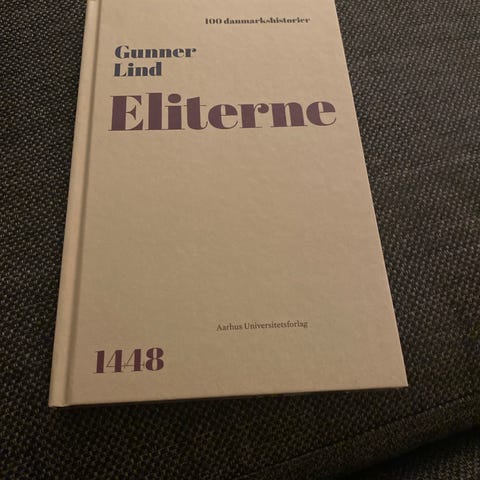 100 danmarkshistorier
Gunner
Lind
Eliterne
Aarhus Universitetsforlag
1448